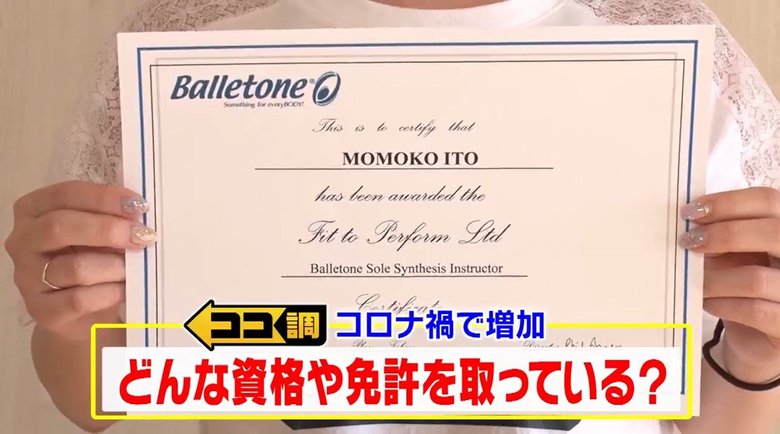 Balletone®
Something for everyBODY!
This is to certify that
MOMOKO ITO
has been awarded the
Fit to Perform Ltd
Balletone Sole Synthesis Instructor
Certificate
ココ調 コロナ禍で増加
どんな資格や免許を取っている?